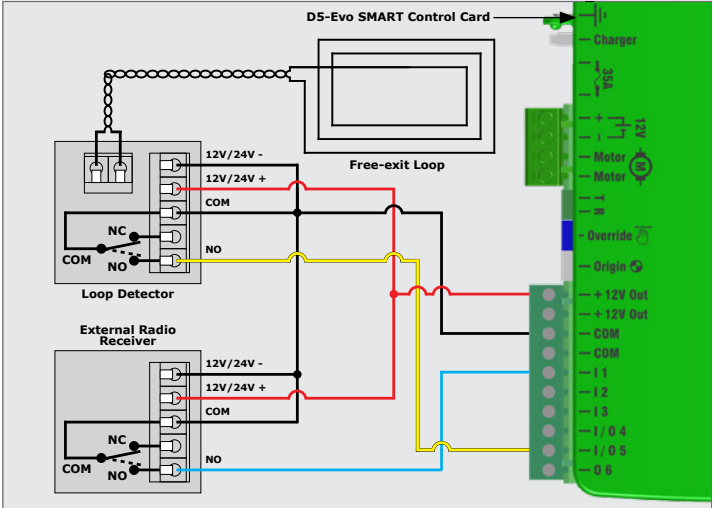 D5-Evo SMART Control Card
Charger
35A
+
-
12V
Motor
Motor
M
T
R
Override
Origin
+ 12V Out
+ 12V Out
COM
COM
I 1
I 2
I 3
I / O 4
I / O 5
O 6
Free-exit Loop
12V/24V -
12V/24V +
COM
NC
COM
NO
NO
Loop Detector
External Radio
Receiver
12V/24V -
12V/24V +
COM
NC
COM
NO
NO